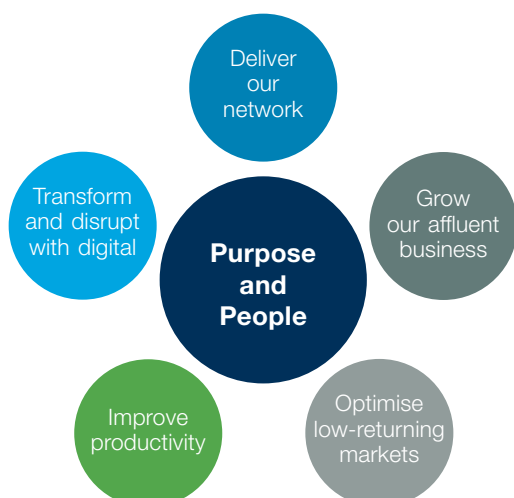 Deliver
our
network
Transform
and disrupt
with digital
Grow
our affluent
business
Purpose
and
People
Improve
productivity
Optimise
low-returning
markets